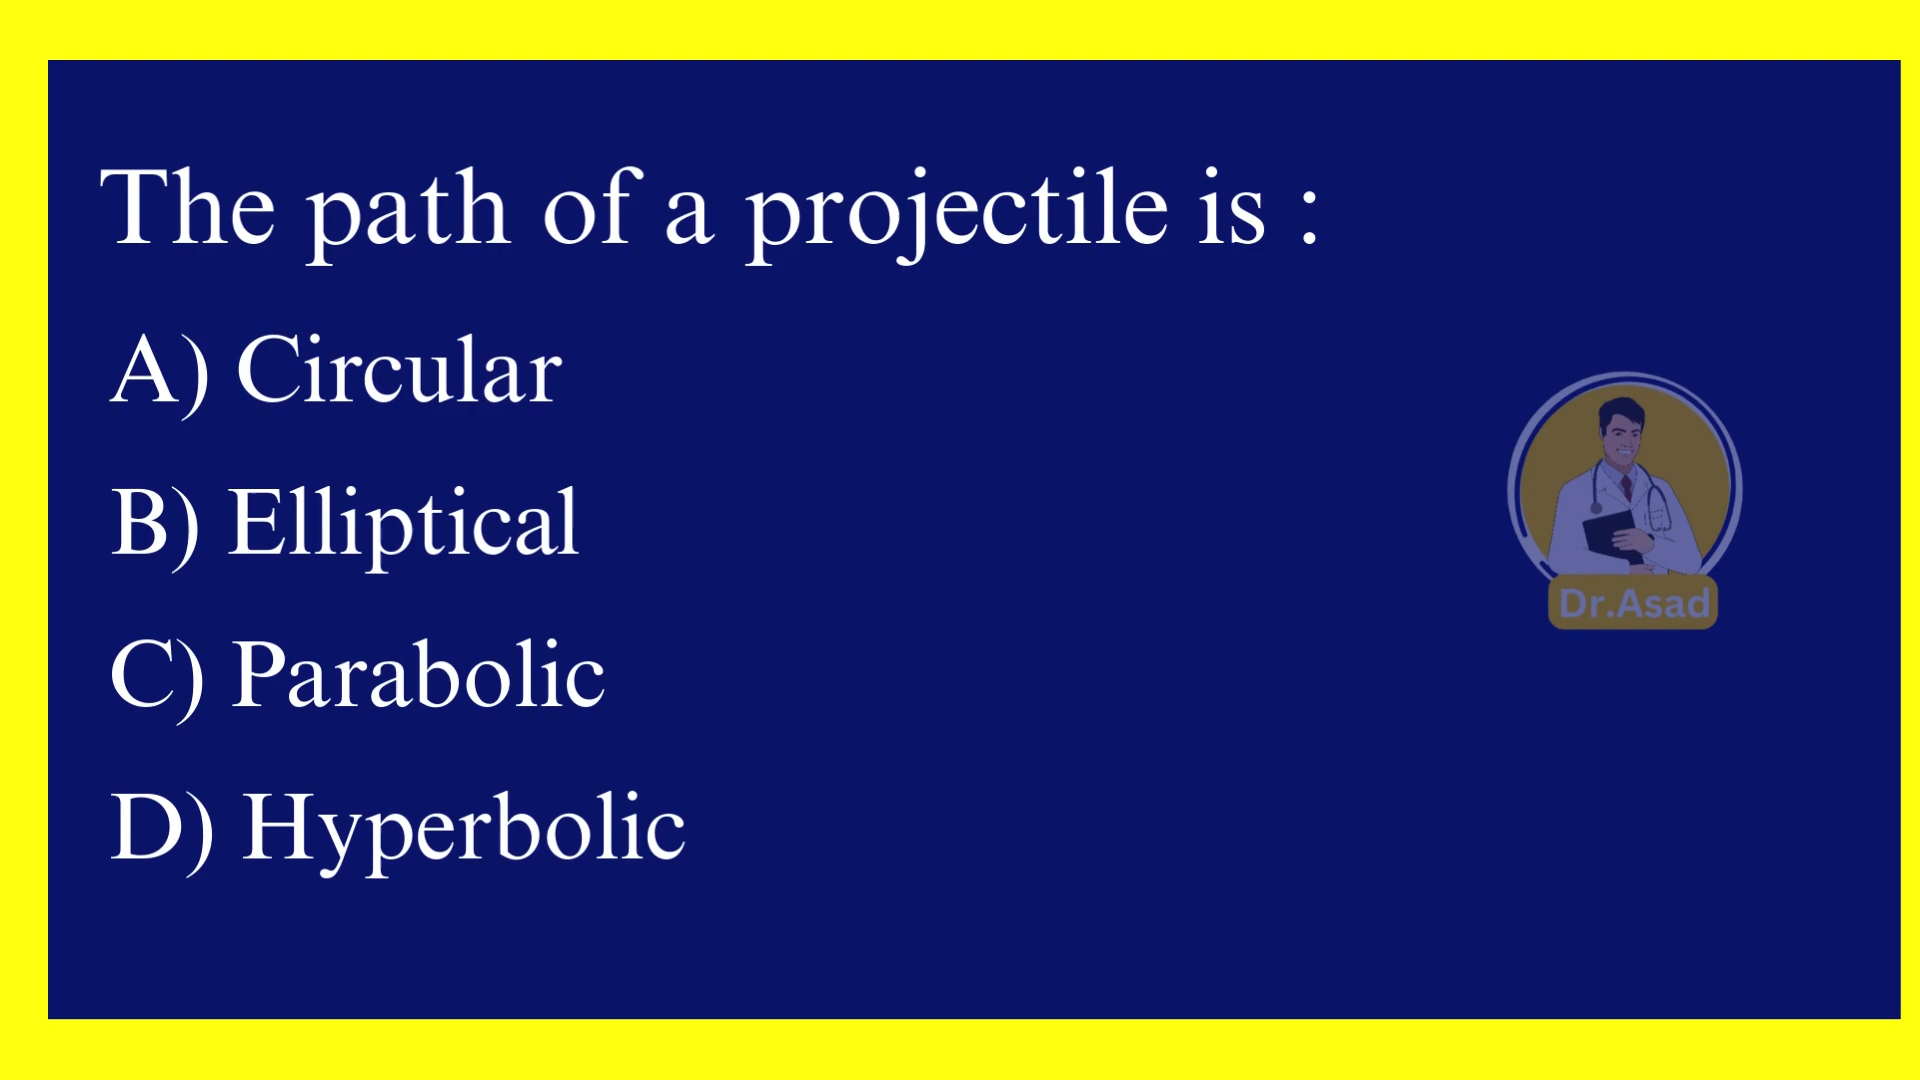 The path of a projectile is :
A) Circular
B) Elliptical
C) Parabolic
D) Hyperbolic
Dr.Asad